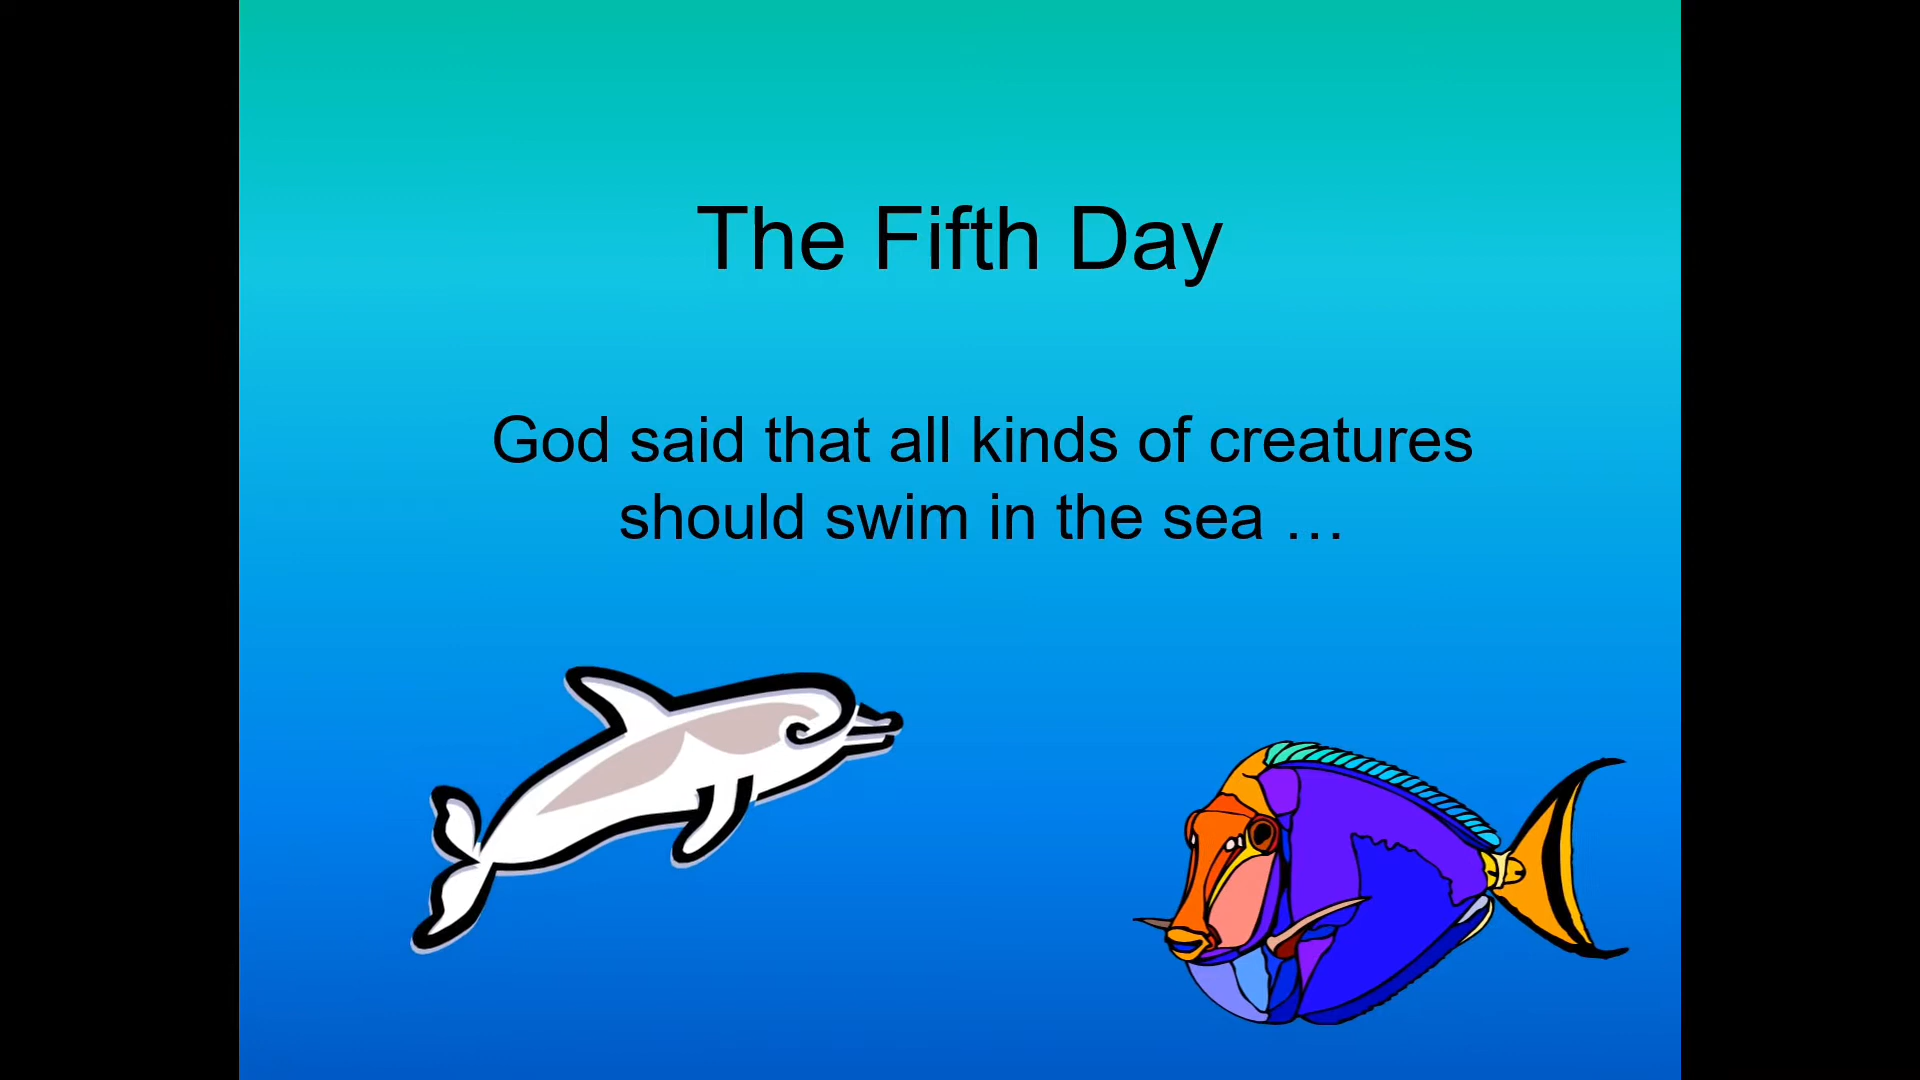 The Fifth Day
God said that all kinds of creatures
should swim in the sea …